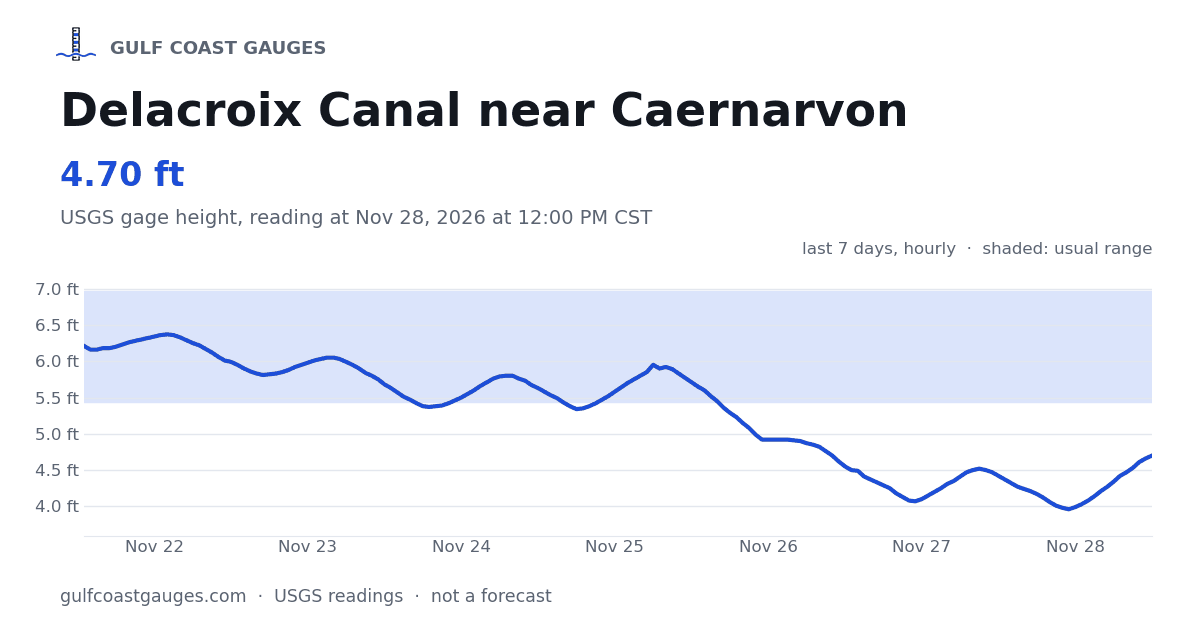 GULF COAST GAUGES
Delacroix Canal near Caernarvon
4.70 ft
USGS gage height, reading at Nov 28, 2026 at 12:00 PM CST
last 7 days, hourly · shaded: usual range
7.0 ft
6.5 ft
6.0 ft
5.5 ft
5.0 ft
4.5 ft
4.0 ft
Nov 22 Nov 23 Nov 24 Nov 25 Nov 26 Nov 27 Nov 28
gulfcoastgauges.com · USGS readings · not a forecast